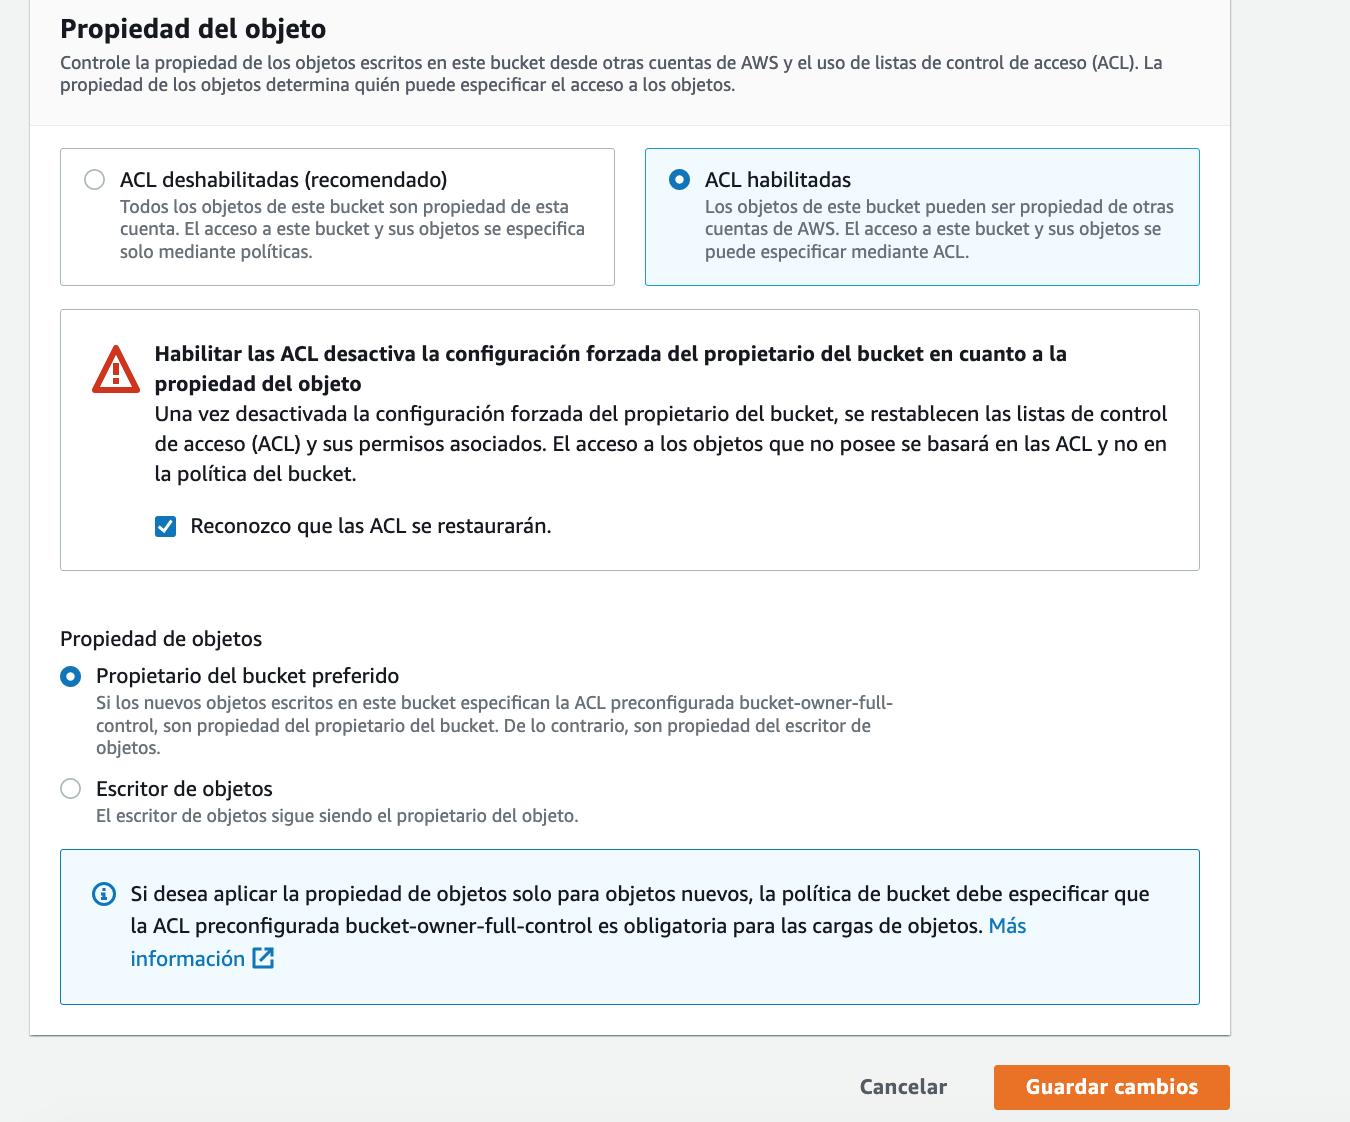 Propiedad del objeto
Controle la propiedad de los objetos escritos en este bucket desde otras cuentas de AWS y el uso de listas de control de acceso (ACL). La
propiedad de los objetos determina quién puede especificar el acceso a los objetos.
ACL deshabilitadas (recomendado)
Todos los objetos de este bucket son propiedad de esta
cuenta. El acceso a este bucket y sus objetos se especifica
solo mediante políticas.
ACL habilitadas
Los objetos de este bucket pueden ser propiedad de otras
cuentas de AWS. El acceso a este bucket y sus objetos se
puede especificar mediante ACL.
Habilitar las ACL desactiva la configuración forzada del propietario del bucket en cuanto a la
propiedad del objeto
Una vez desactivada la configuración forzada del propietario del bucket, se restablecen las listas de control
de acceso (ACL) y sus permisos asociados. El acceso a los objetos que no posee se basará en las ACL y no en
la política del bucket.
Reconozco que las ACL se restaurarán.
Propiedad de objetos
Propietario del bucket preferido
Si los nuevos objetos escritos en este bucket especifican la ACL preconfigurada bucket-owner-full-
control, son propiedad del propietario del bucket. De lo contrario, son propiedad del escritor de
objetos.
Escritor de objetos
El escritor de objetos sigue siendo el propietario del objeto.
Si desea aplicar la propiedad de objetos solo para objetos nuevos, la política de bucket debe especificar que
la ACL preconfigurada bucket-owner-full-control es obligatoria para las cargas de objetos. Más
información
Cancelar
Guardar cambios